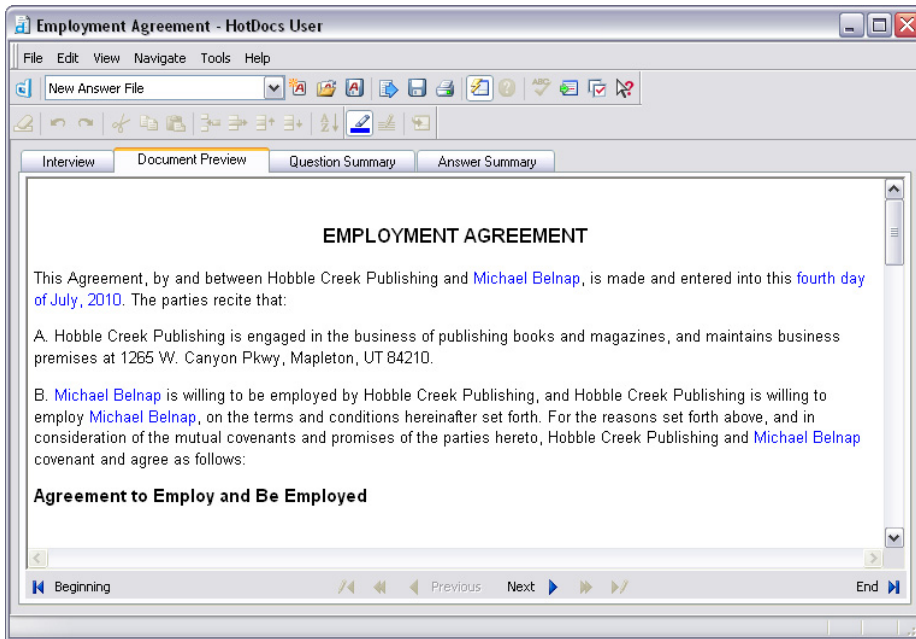 Employment Agreement - HotDocs User
File Edit View Navigate Tools Help
New Answer File
Interview Document Preview Question Summary Answer Summary
EMPLOYMENT AGREEMENT
This Agreement, by and between Hobble Creek Publishing and Michael Belnap, is made and entered into this fourth day
of July, 2010. The parties recite that:
A. Hobble Creek Publishing is engaged in the business of publishing books and magazines, and maintains business
premises at 1265 W. Canyon Pkwy, Mapleton, UT 84210.
B. Michael Belnap is willing to be employed by Hobble Creek Publishing, and Hobble Creek Publishing is willing to
employ Michael Belnap, on the terms and conditions hereinafter set forth. For the reasons set forth above, and in
consideration of the mutual covenants and promises of the parties hereto, Hobble Creek Publishing and Michael Belnap
covenant and agree as follows:
Agreement to Employ and Be Employed
Beginning Previous Next End